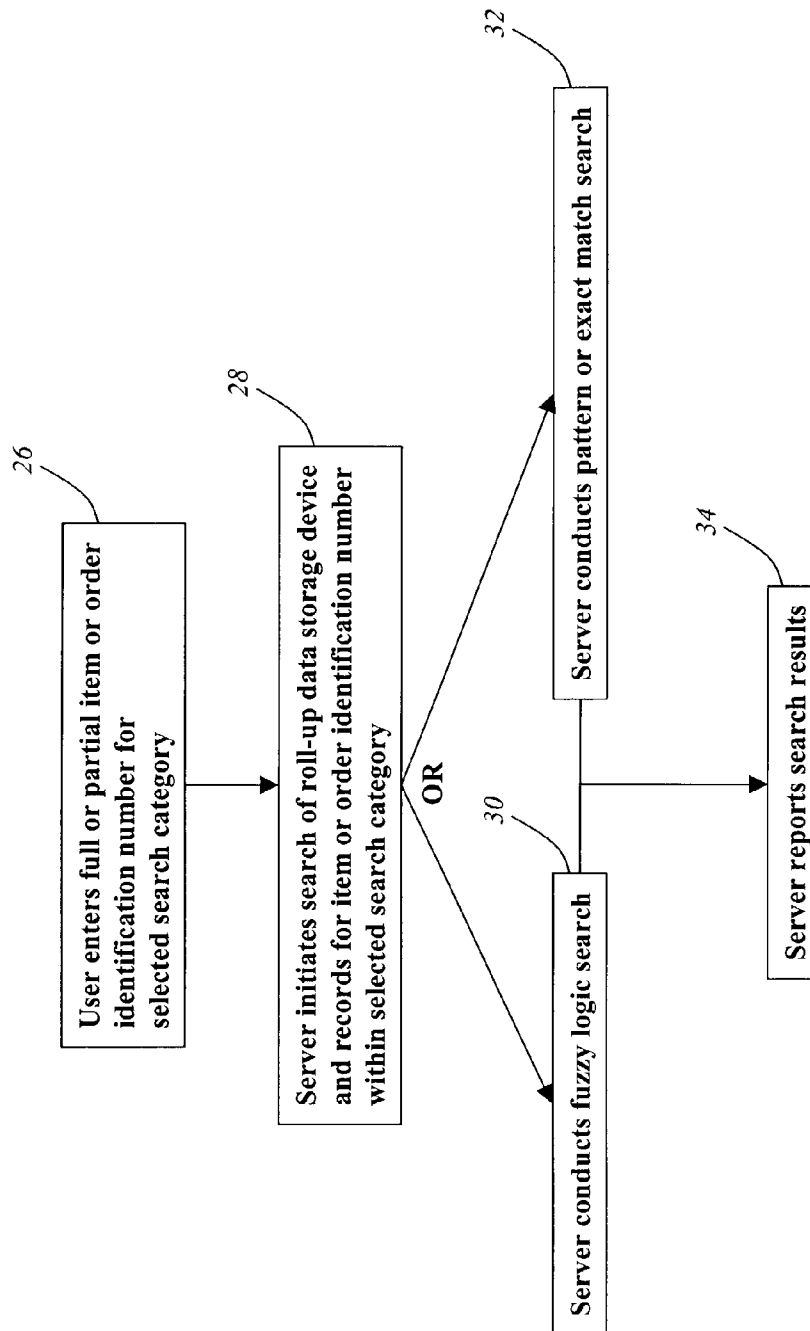 26
User enters full or partial item or order
identification number for
selected search category
28
Server initiates search of roll-up data storage device
and records for item or order identification number
within selected search category
OR
30
Server conducts fuzzy logic search
32
Server conducts pattern or exact match search
34
Server reports search results